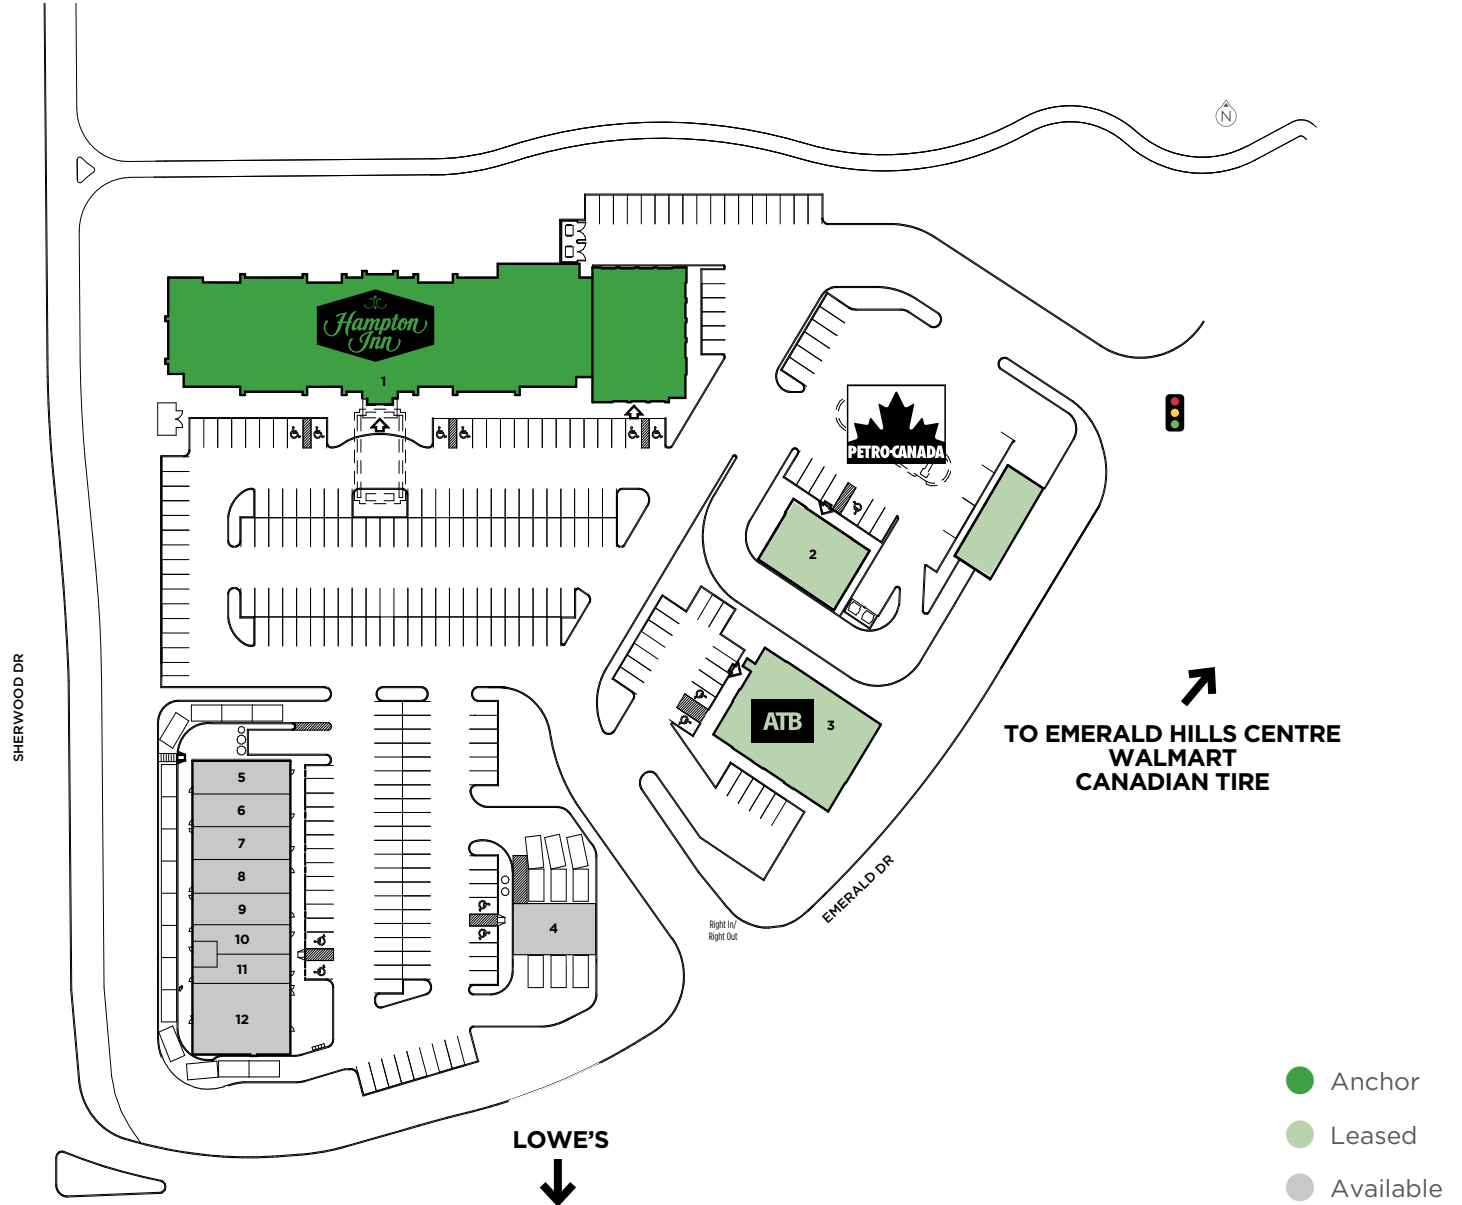 N
Hampton
Inn
1
PETRO-CANADA
2
ATB
3
SHERWOOD DR
TO EMERALD HILLS CENTRE
WALMART
CANADIAN TIRE
5
6
7
8
9
10
11
12
4
EMERALD DR
Right In/
Right Out
LOWE'S
Anchor
Leased
Available